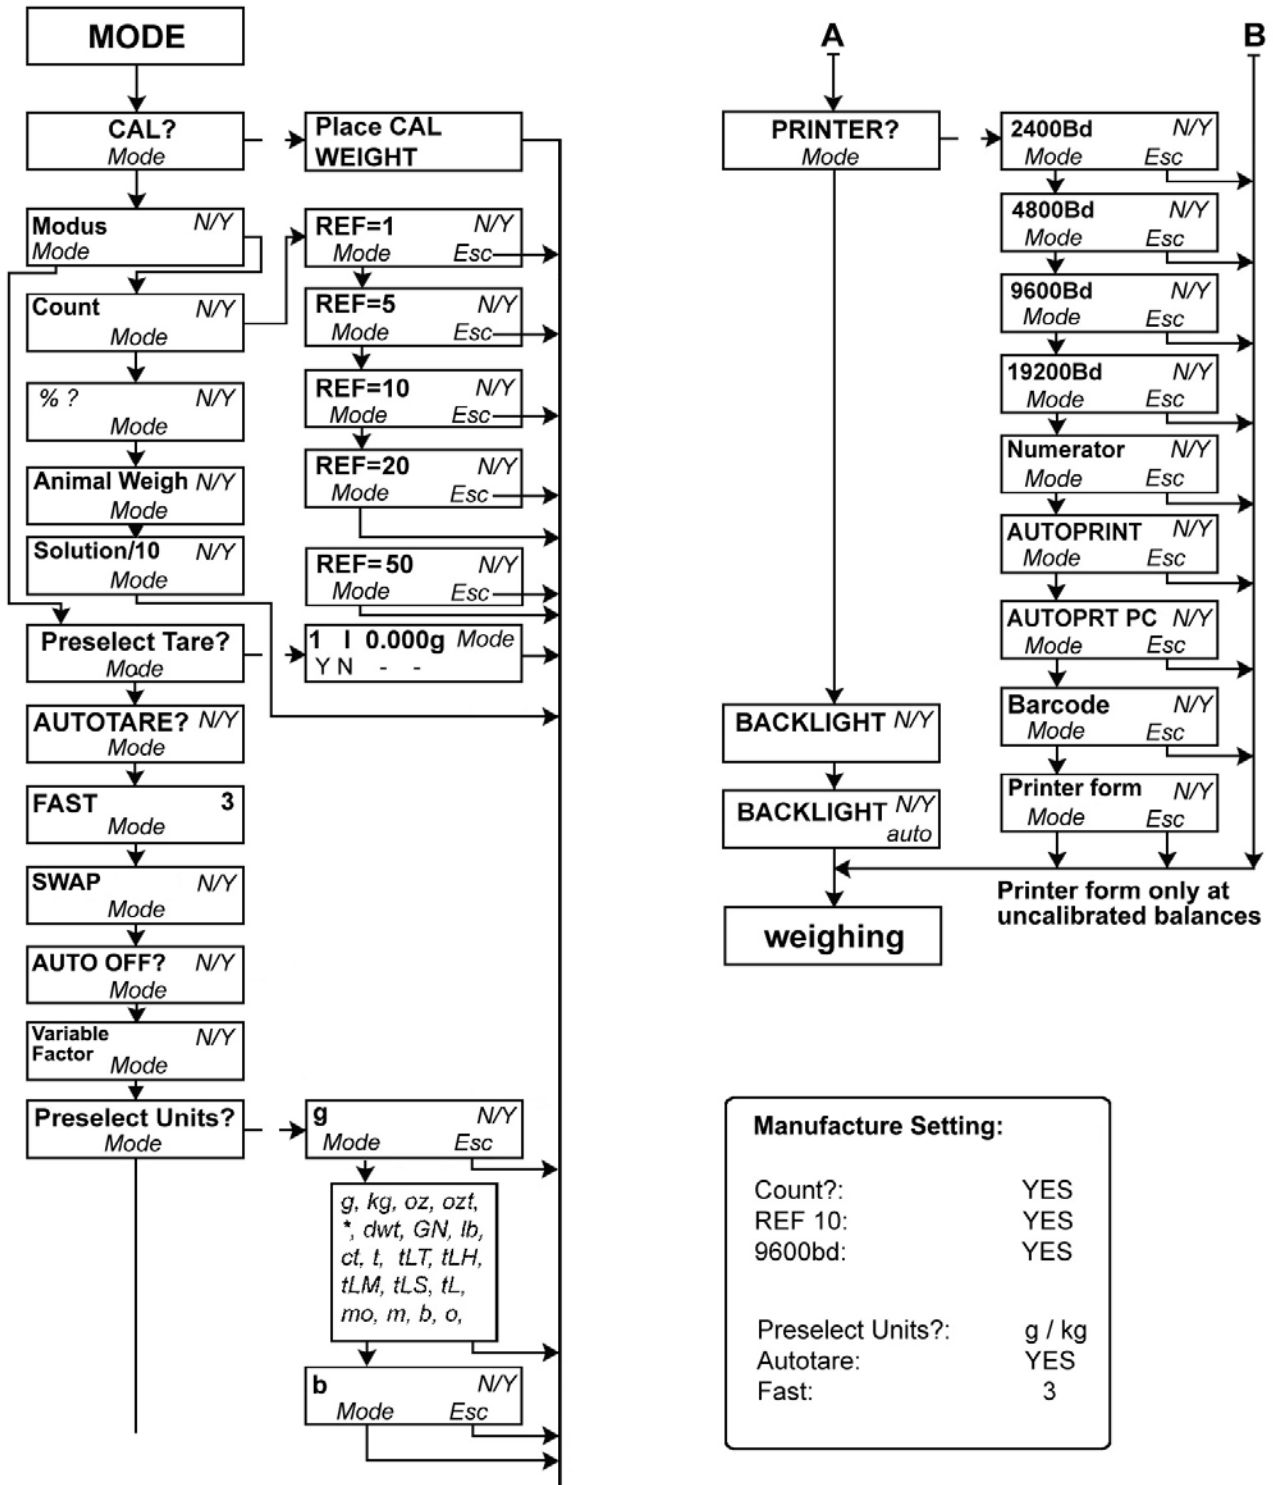 MODE
CAL?
Mode
Place CAL
WEIGHT
Modus N/Y
Mode
REF=1 N/Y
Mode Esc
Count N/Y
Mode
REF=5 N/Y
Mode Esc
% ? N/Y
Mode
REF=10 N/Y
Mode Esc
Animal Weigh N/Y
Mode
REF=20 N/Y
Mode Esc
Solution/10 N/Y
Mode
REF=50 N/Y
Mode Esc
Preselect Tare?
Mode
1 I 0.000g Mode
Y N - -
AUTOTARE? N/Y
Mode
FAST 3
Mode
SWAP N/Y
Mode
AUTO OFF? N/Y
Mode
Variable N/Y
Factor
Mode
Preselect Units?
Mode
g N/Y
Mode Esc
g, kg, oz, ozt,
*, dwt, GN, lb,
ct, t, tLT, tLH,
tLM, tLS, tL,
mo, m, b, o,
b N/Y
Mode Esc
A
B
PRINTER?
Mode
2400Bd N/Y
Mode Esc
4800Bd N/Y
Mode Esc
9600Bd N/Y
Mode Esc
19200Bd N/Y
Mode Esc
Numerator N/Y
Mode Esc
AUTOPRINT N/Y
Mode Esc
AUTOPRT PC N/Y
Mode Esc
Barcode N/Y
Mode Esc
Printer form N/Y
Mode Esc
BACKLIGHT N/Y
BACKLIGHT N/Y
auto
Printer form only at
uncalibrated balances
weighing
Manufacture Setting:
Count?: YES
REF 10: YES
9600bd: YES
Preselect Units?: g / kg
Autotare: YES
Fast: 3